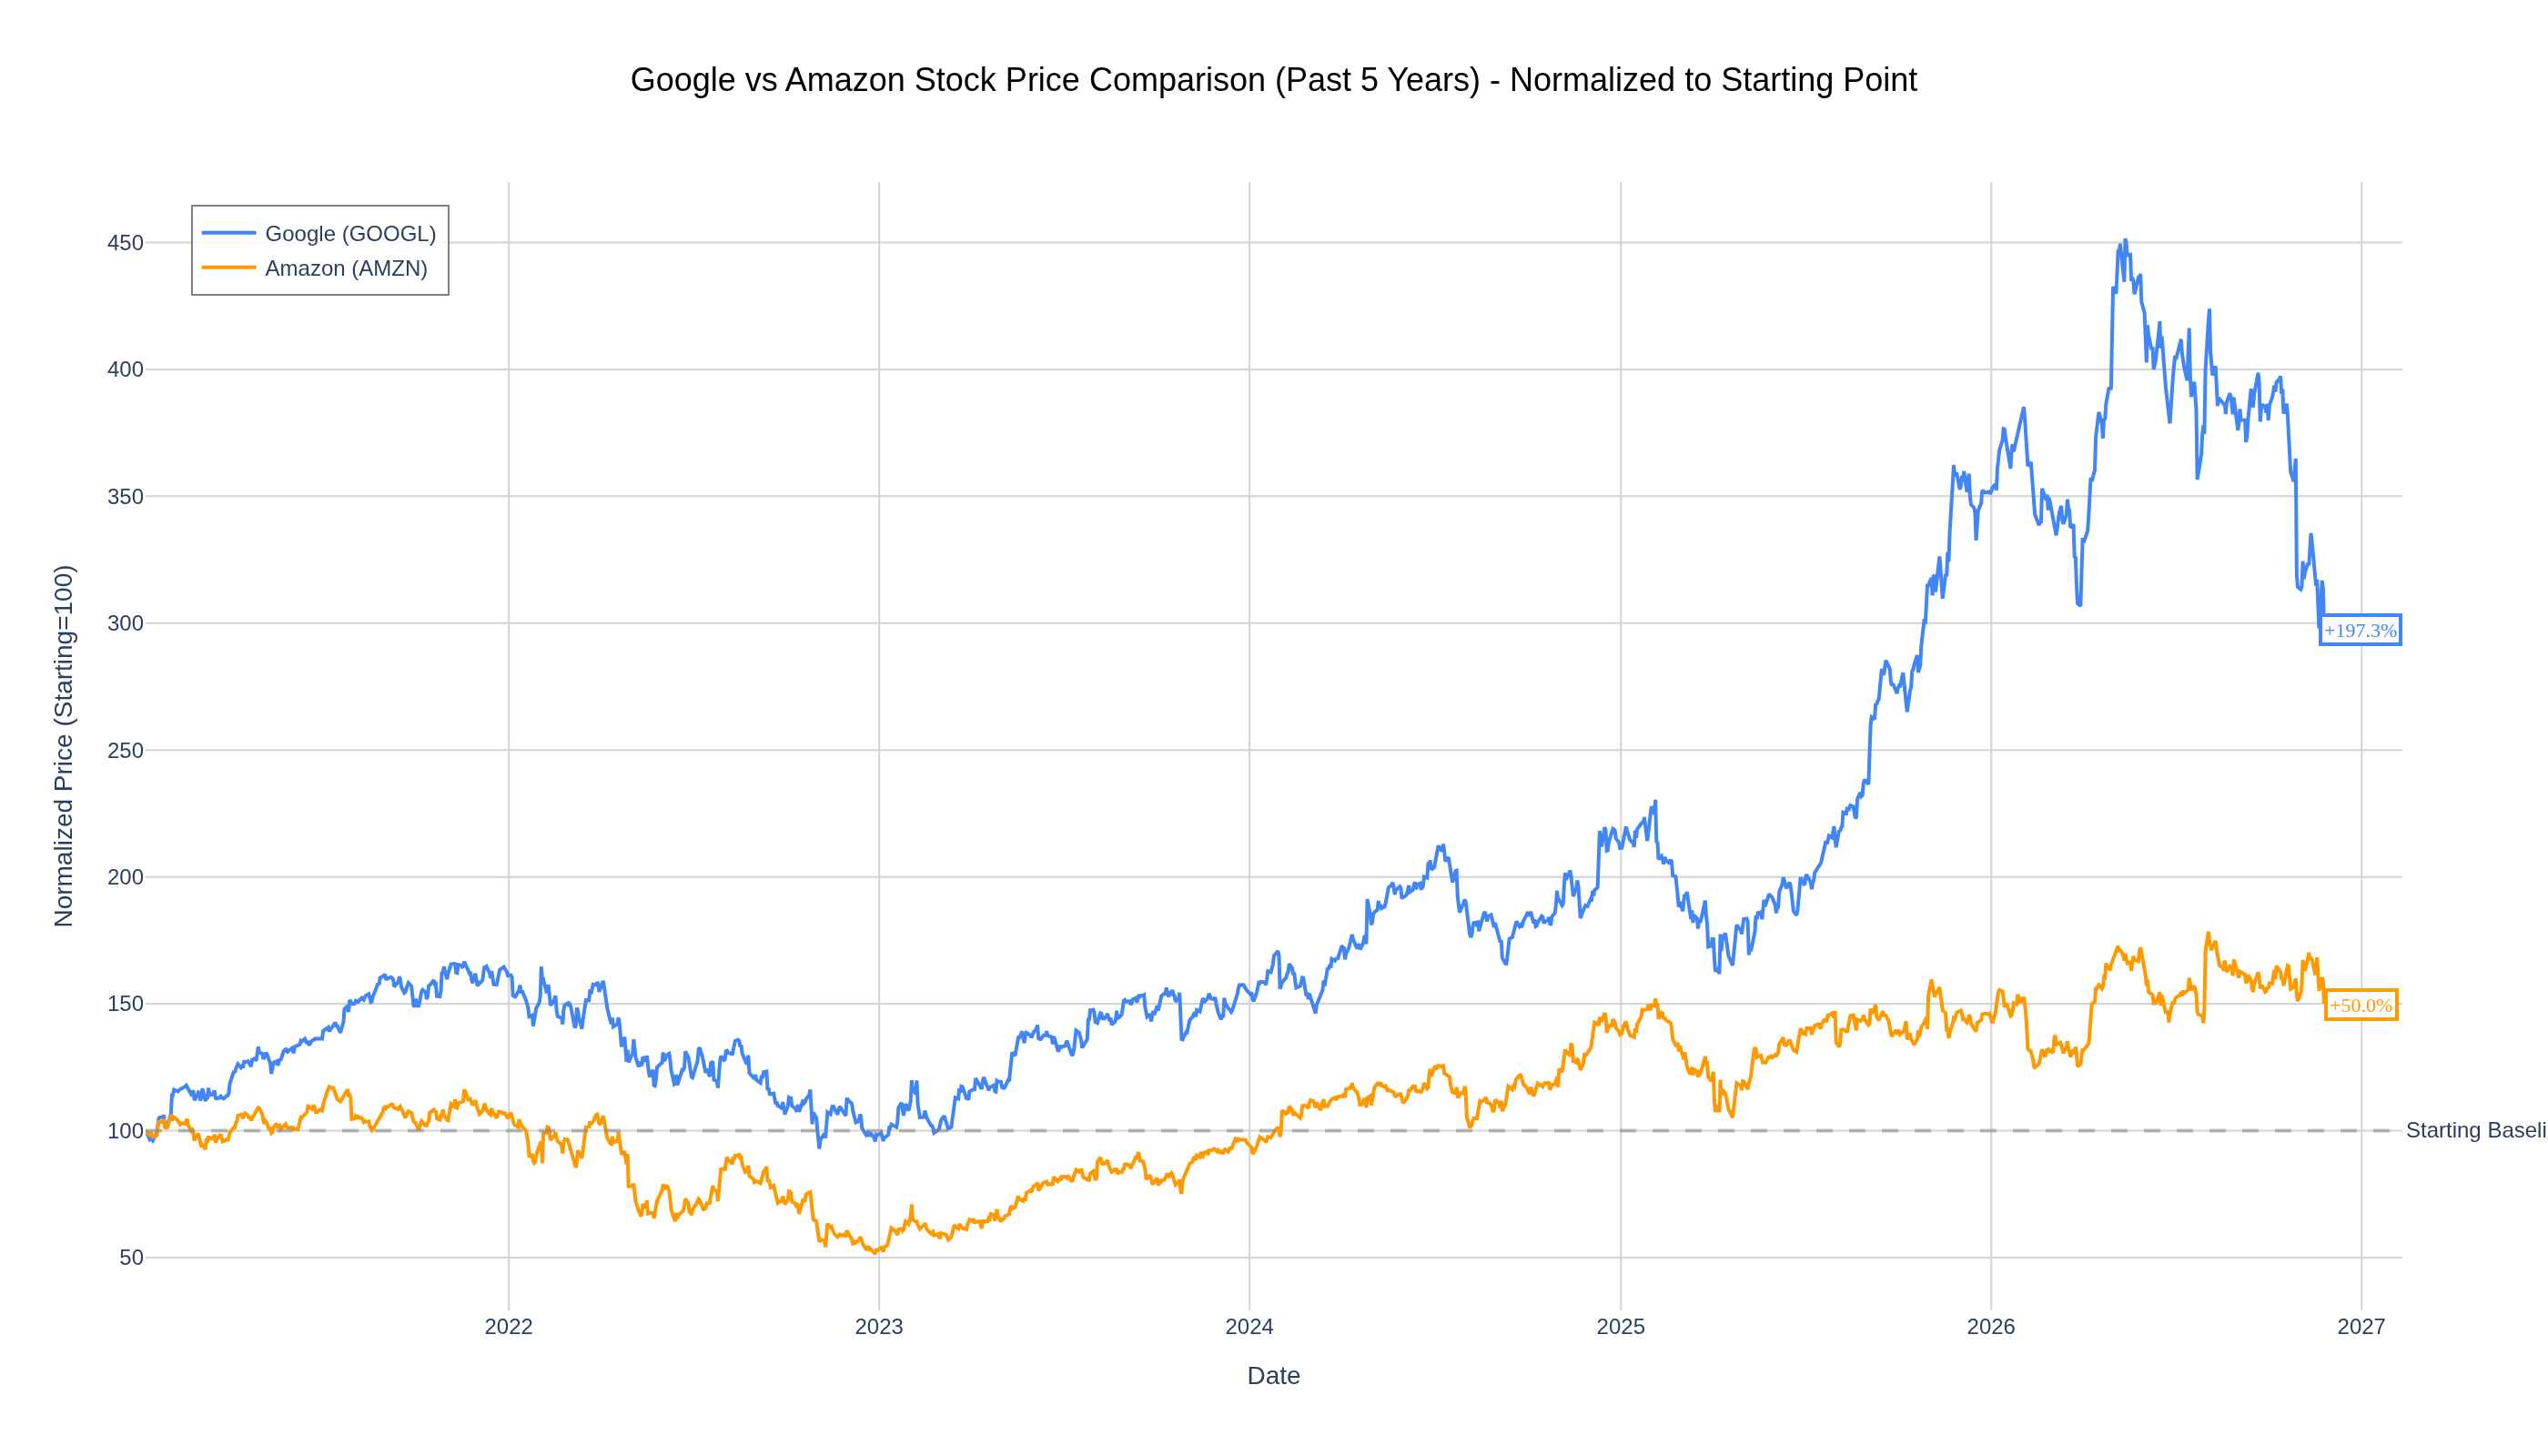 Google vs Amazon Stock Price Comparison (Past 5 Years) - Normalized to Starting Point
Google (GOOGL)
Amazon (AMZN)
Normalized Price (Starting=100)
450
400
350
300
250
200
150
100
50
+197.3%
+50.0%
Starting Baseli
2022
2023
2024
2025
2026
2027
Date